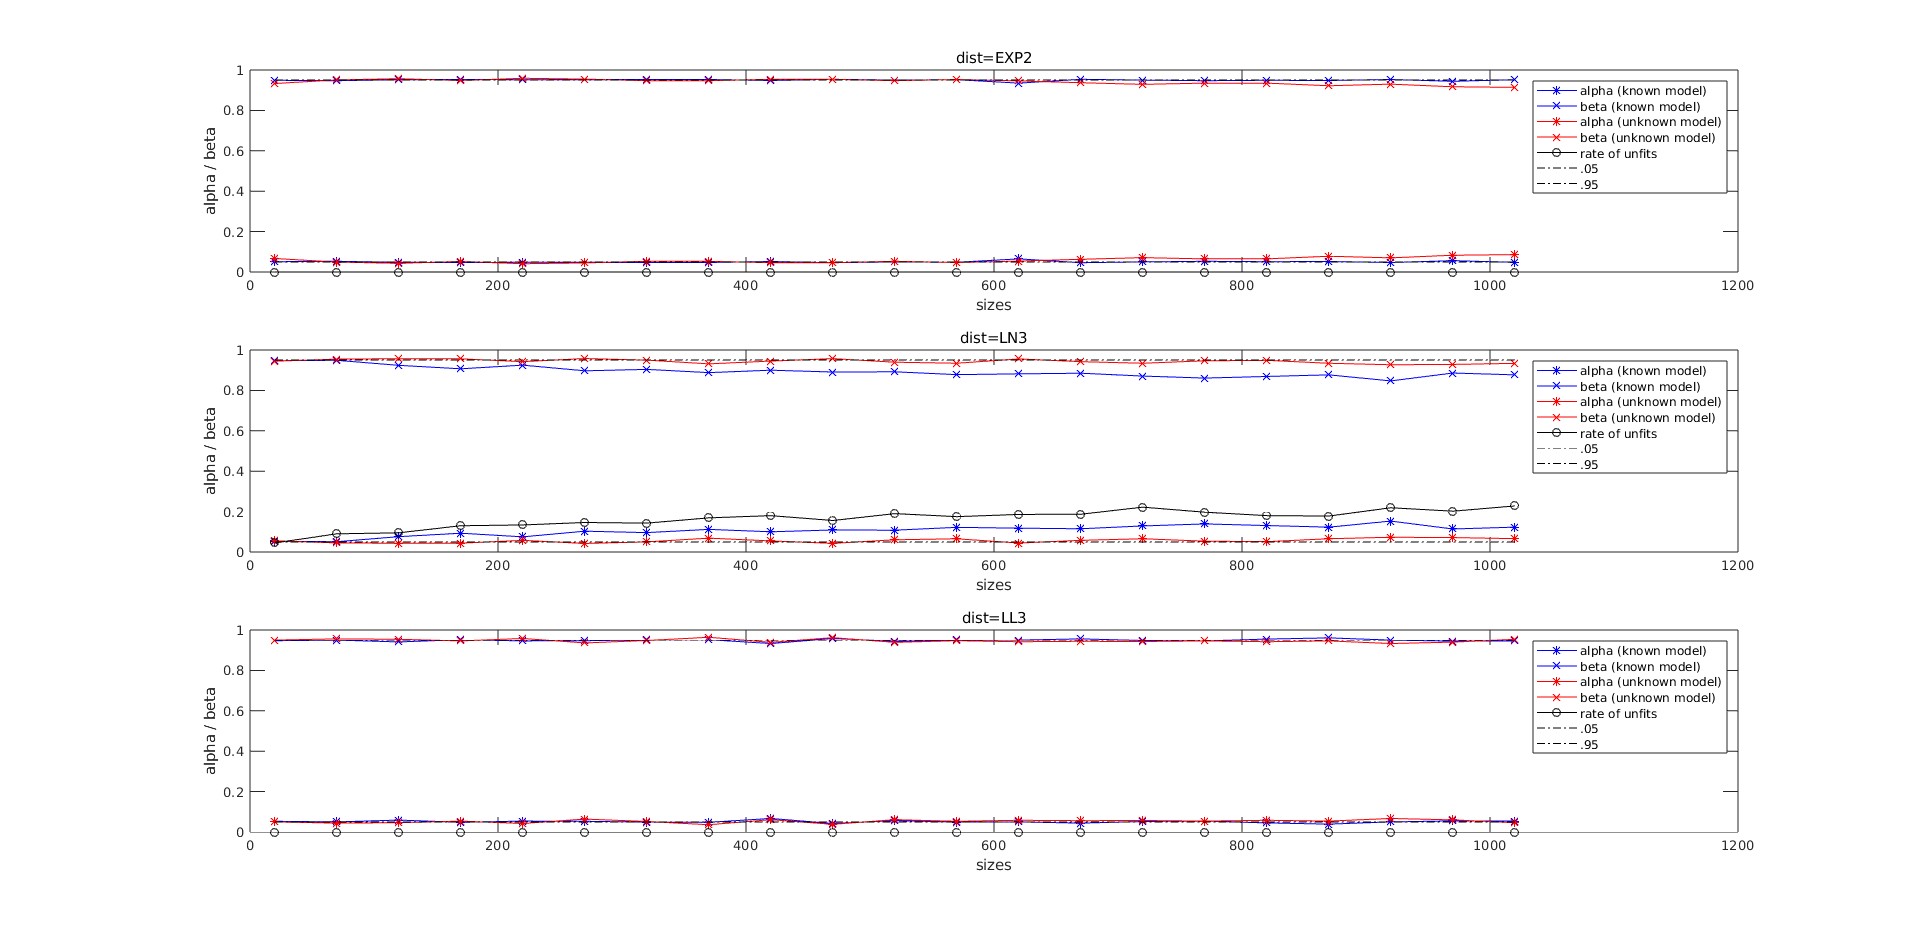 dist=EXP2
alpha / beta
1
0.8
0.6
0.4
0.2
0
0 200 400 600 800 1000 1200
sizes
alpha (known model)
beta (known model)
alpha (unknown model)
beta (unknown model)
rate of unfits
.05
.95
dist=LN3
alpha / beta
1
0.8
0.6
0.4
0.2
0
0 200 400 600 800 1000 1200
sizes
alpha (known model)
beta (known model)
alpha (unknown model)
beta (unknown model)
rate of unfits
.05
.95
dist=LL3
alpha / beta
1
0.8
0.6
0.4
0.2
0
0 200 400 600 800 1000 1200
sizes
alpha (known model)
beta (known model)
alpha (unknown model)
beta (unknown model)
rate of unfits
.05
.95